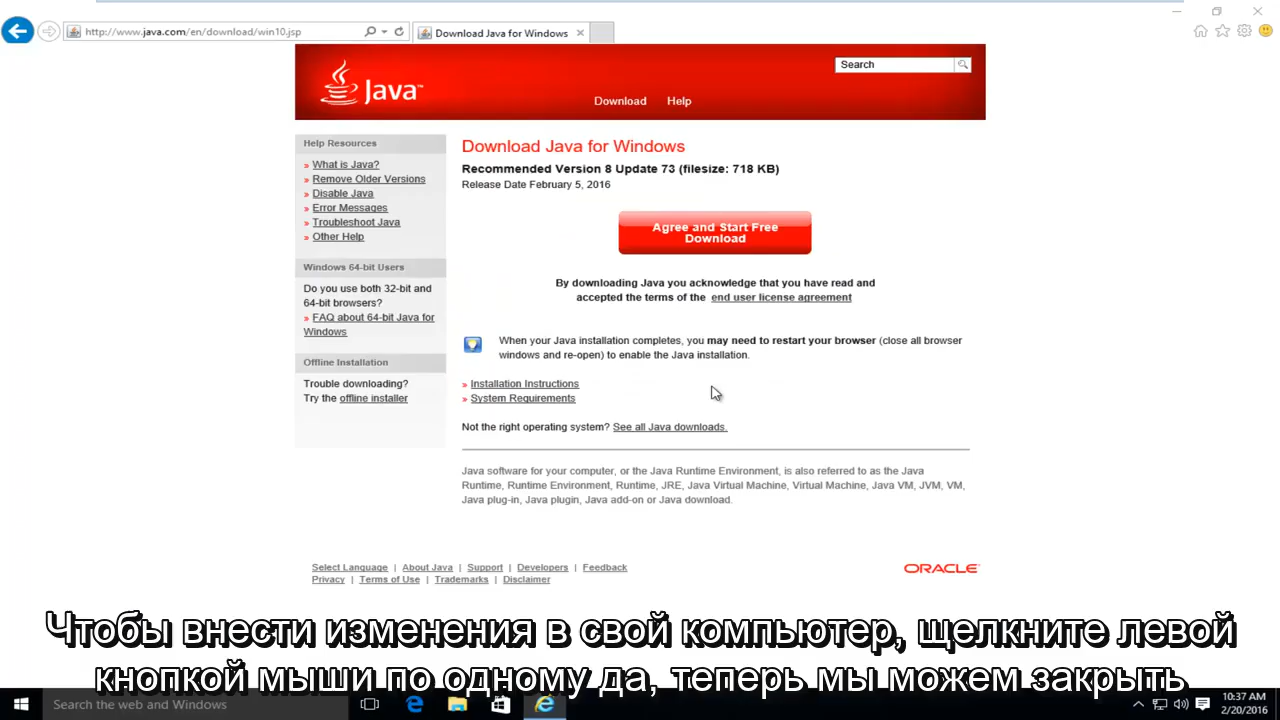 http://www.java.com/en/download/win10.jsp
Download Java for Windows
Java™
Search
Download
Help
Help Resources
» What is Java?
» Remove Older Versions
» Disable Java
» Error Messages
» Troubleshoot Java
» Other Help
Windows 64-bit Users
Do you use both 32-bit and
64-bit browsers?
» FAQ about 64-bit Java for
Windows
Offline Installation
Trouble downloading?
Try the offline installer
Download Java for Windows
Recommended Version 8 Update 73 (filesize: 718 KB)
Release Date February 5, 2016
Agree and Start Free
Download
By downloading Java you acknowledge that you have read and
accepted the terms of the end user license agreement
When your Java installation completes, you may need to restart your browser (close all browser
windows and re-open) to enable the Java installation.
» Installation Instructions
» System Requirements
Not the right operating system? See all Java downloads.
Java software for your computer, or the Java Runtime Environment, is also referred to as the Java
Runtime, Runtime Environment, Runtime, JRE, Java Virtual Machine, Virtual Machine, Java VM, JVM, VM,
Java plug-in, Java plugin, Java add-on or Java download.
Select Language | About Java | Support | Developers | Feedback
Privacy | Terms of Use | Trademarks | Disclaimer
ORACLE
Чтобы внести изменения в свой компьютер, щелкните левой
кнопкой мыши по одному да, теперь мы можем закрыть
Search the web and Windows
10:37 AM
2/20/2016